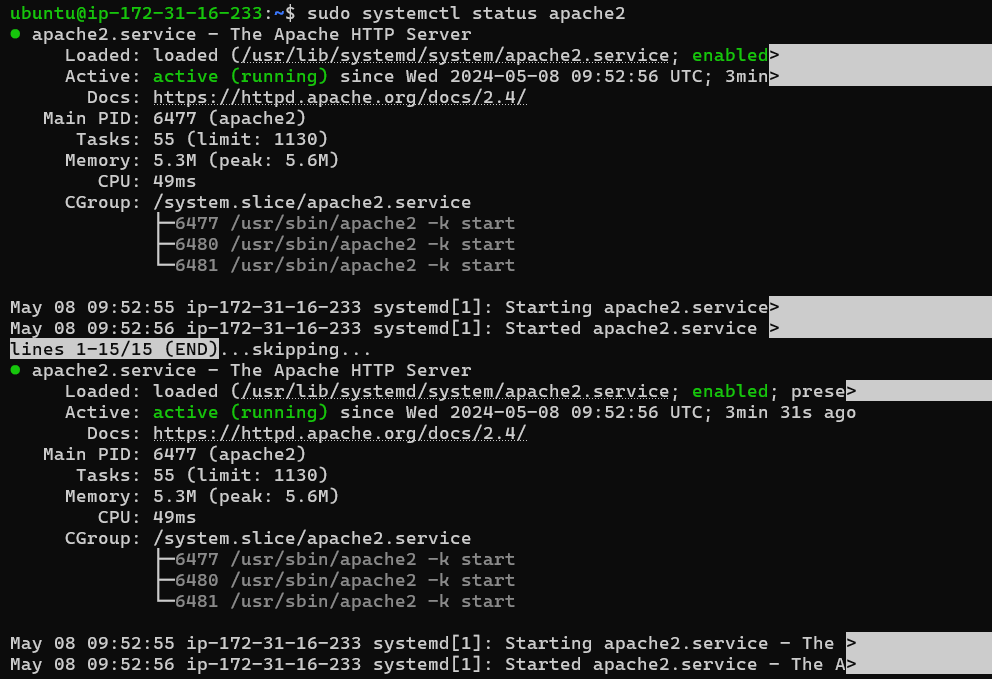 ubuntu@ip-172-31-16-233:~$ sudo systemctl status apache2
● apache2.service - The Apache HTTP Server
     Loaded: loaded (/usr/lib/systemd/system/apache2.service; enabled>
     Active: active (running) since Wed 2024-05-08 09:52:56 UTC; 3min>
       Docs: https://httpd.apache.org/docs/2.4/
   Main PID: 6477 (apache2)
      Tasks: 55 (limit: 1130)
     Memory: 5.3M (peak: 5.6M)
        CPU: 49ms
     CGroup: /system.slice/apache2.service
             ├─6477 /usr/sbin/apache2 -k start
             ├─6480 /usr/sbin/apache2 -k start
             └─6481 /usr/sbin/apache2 -k start

May 08 09:52:55 ip-172-31-16-233 systemd[1]: Starting apache2.service>
May 08 09:52:56 ip-172-31-16-233 systemd[1]: Started apache2.service >
lines 1-15/15 (END)...skipping...
● apache2.service - The Apache HTTP Server
     Loaded: loaded (/usr/lib/systemd/system/apache2.service; enabled; prese>
     Active: active (running) since Wed 2024-05-08 09:52:56 UTC; 3min 31s ago
       Docs: https://httpd.apache.org/docs/2.4/
   Main PID: 6477 (apache2)
      Tasks: 55 (limit: 1130)
     Memory: 5.3M (peak: 5.6M)
        CPU: 49ms
     CGroup: /system.slice/apache2.service
             ├─6477 /usr/sbin/apache2 -k start
             ├─6480 /usr/sbin/apache2 -k start
             └─6481 /usr/sbin/apache2 -k start

May 08 09:52:55 ip-172-31-16-233 systemd[1]: Starting apache2.service - The >
May 08 09:52:56 ip-172-31-16-233 systemd[1]: Started apache2.service - The A>